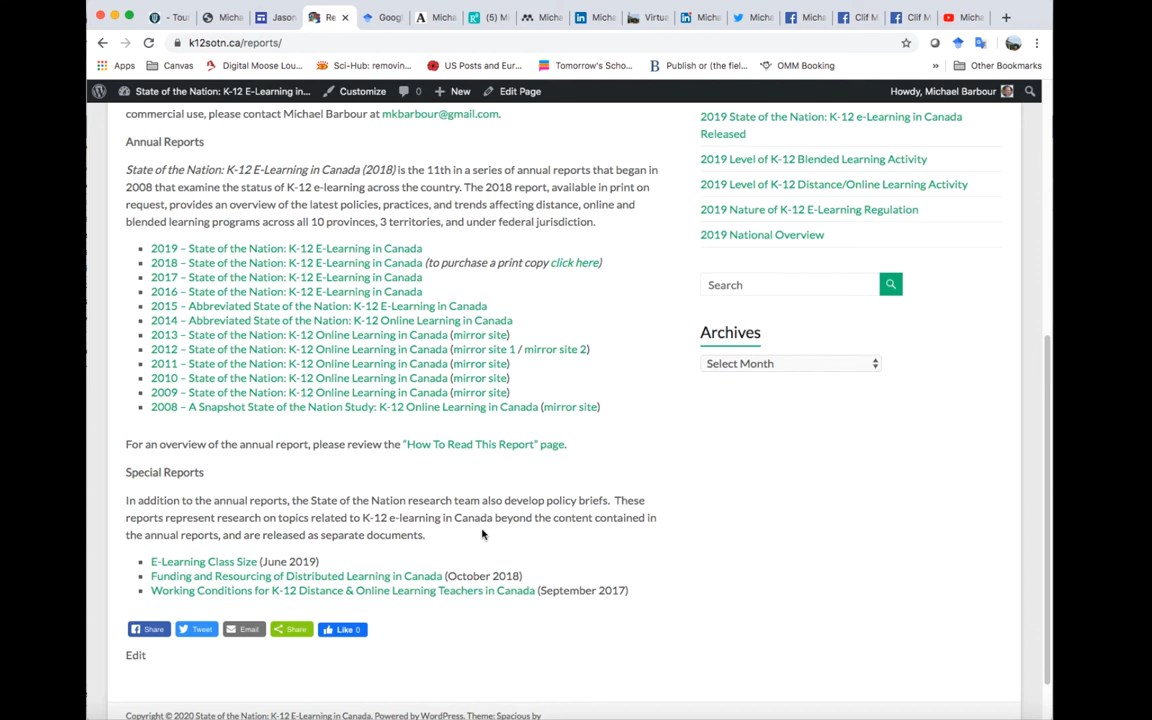 - Tour
Micha
Jason
Re
Googl
Micha
(5) M
Micha
Micha
Virtua
Micha
Micha
Micha
Clif M
Clif M
Micha
k12sotn.ca/reports/
Apps
Canvas
Digital Moose Lou...
Sci-Hub: removin...
US Posts and Eur...
Tomorrow's Scho...
Publish or (the fiel...
OMM Booking
»
Other Bookmarks
State of the Nation: K-12 E-Learning in...
Customize
0
New
Edit Page
Howdy, Michael Barbour
commercial use, please contact Michael Barbour at mkbarbour@gmail.com.
Annual Reports
State of the Nation: K-12 E-Learning in Canada (2018) is the 11th in a series of annual reports that began in
2008 that examine the status of K-12 e-learning across the country. The 2018 report, available in print on
request, provides an overview of the latest policies, practices, and trends affecting distance, online and
blended learning programs across all 10 provinces, 3 territories, and under federal jurisdiction.
2019 – State of the Nation: K-12 E-Learning in Canada
2018 – State of the Nation: K-12 E-Learning in Canada (to purchase a print copy click here)
2017 – State of the Nation: K-12 E-Learning in Canada
2016 – State of the Nation: K-12 E-Learning in Canada
2015 – Abbreviated State of the Nation: K-12 E-Learning in Canada
2014 – Abbreviated State of the Nation: K-12 Online Learning in Canada
2013 – State of the Nation: K-12 Online Learning in Canada (mirror site)
2012 – State of the Nation: K-12 Online Learning in Canada (mirror site 1 / mirror site 2)
2011 – State of the Nation: K-12 Online Learning in Canada (mirror site)
2010 – State of the Nation: K-12 Online Learning in Canada (mirror site)
2009 – State of the Nation: K-12 Online Learning in Canada (mirror site)
2008 – A Snapshot State of the Nation Study: K-12 Online Learning in Canada (mirror site)
For an overview of the annual report, please review the "How To Read This Report" page.
Special Reports
In addition to the annual reports, the State of the Nation research team also develop policy briefs. These
reports represent research on topics related to K-12 e-learning in Canada beyond the content contained in
the annual reports, and are released as separate documents.
E-Learning Class Size (June 2019)
Funding and Resourcing of Distributed Learning in Canada (October 2018)
Working Conditions for K-12 Distance & Online Learning Teachers in Canada (September 2017)
Share
Tweet
Email
Share
Like 0
Edit
2019 State of the Nation: K-12 e-Learning in Canada
Released
2019 Level of K-12 Blended Learning Activity
2019 Level of K-12 Distance/Online Learning Activity
2019 Nature of K-12 E-Learning Regulation
2019 National Overview
Search
Archives
Select Month
Copyright © 2020 State of the Nation: K-12 E-Learning in Canada. Powered by WordPress. Theme: Spacious by